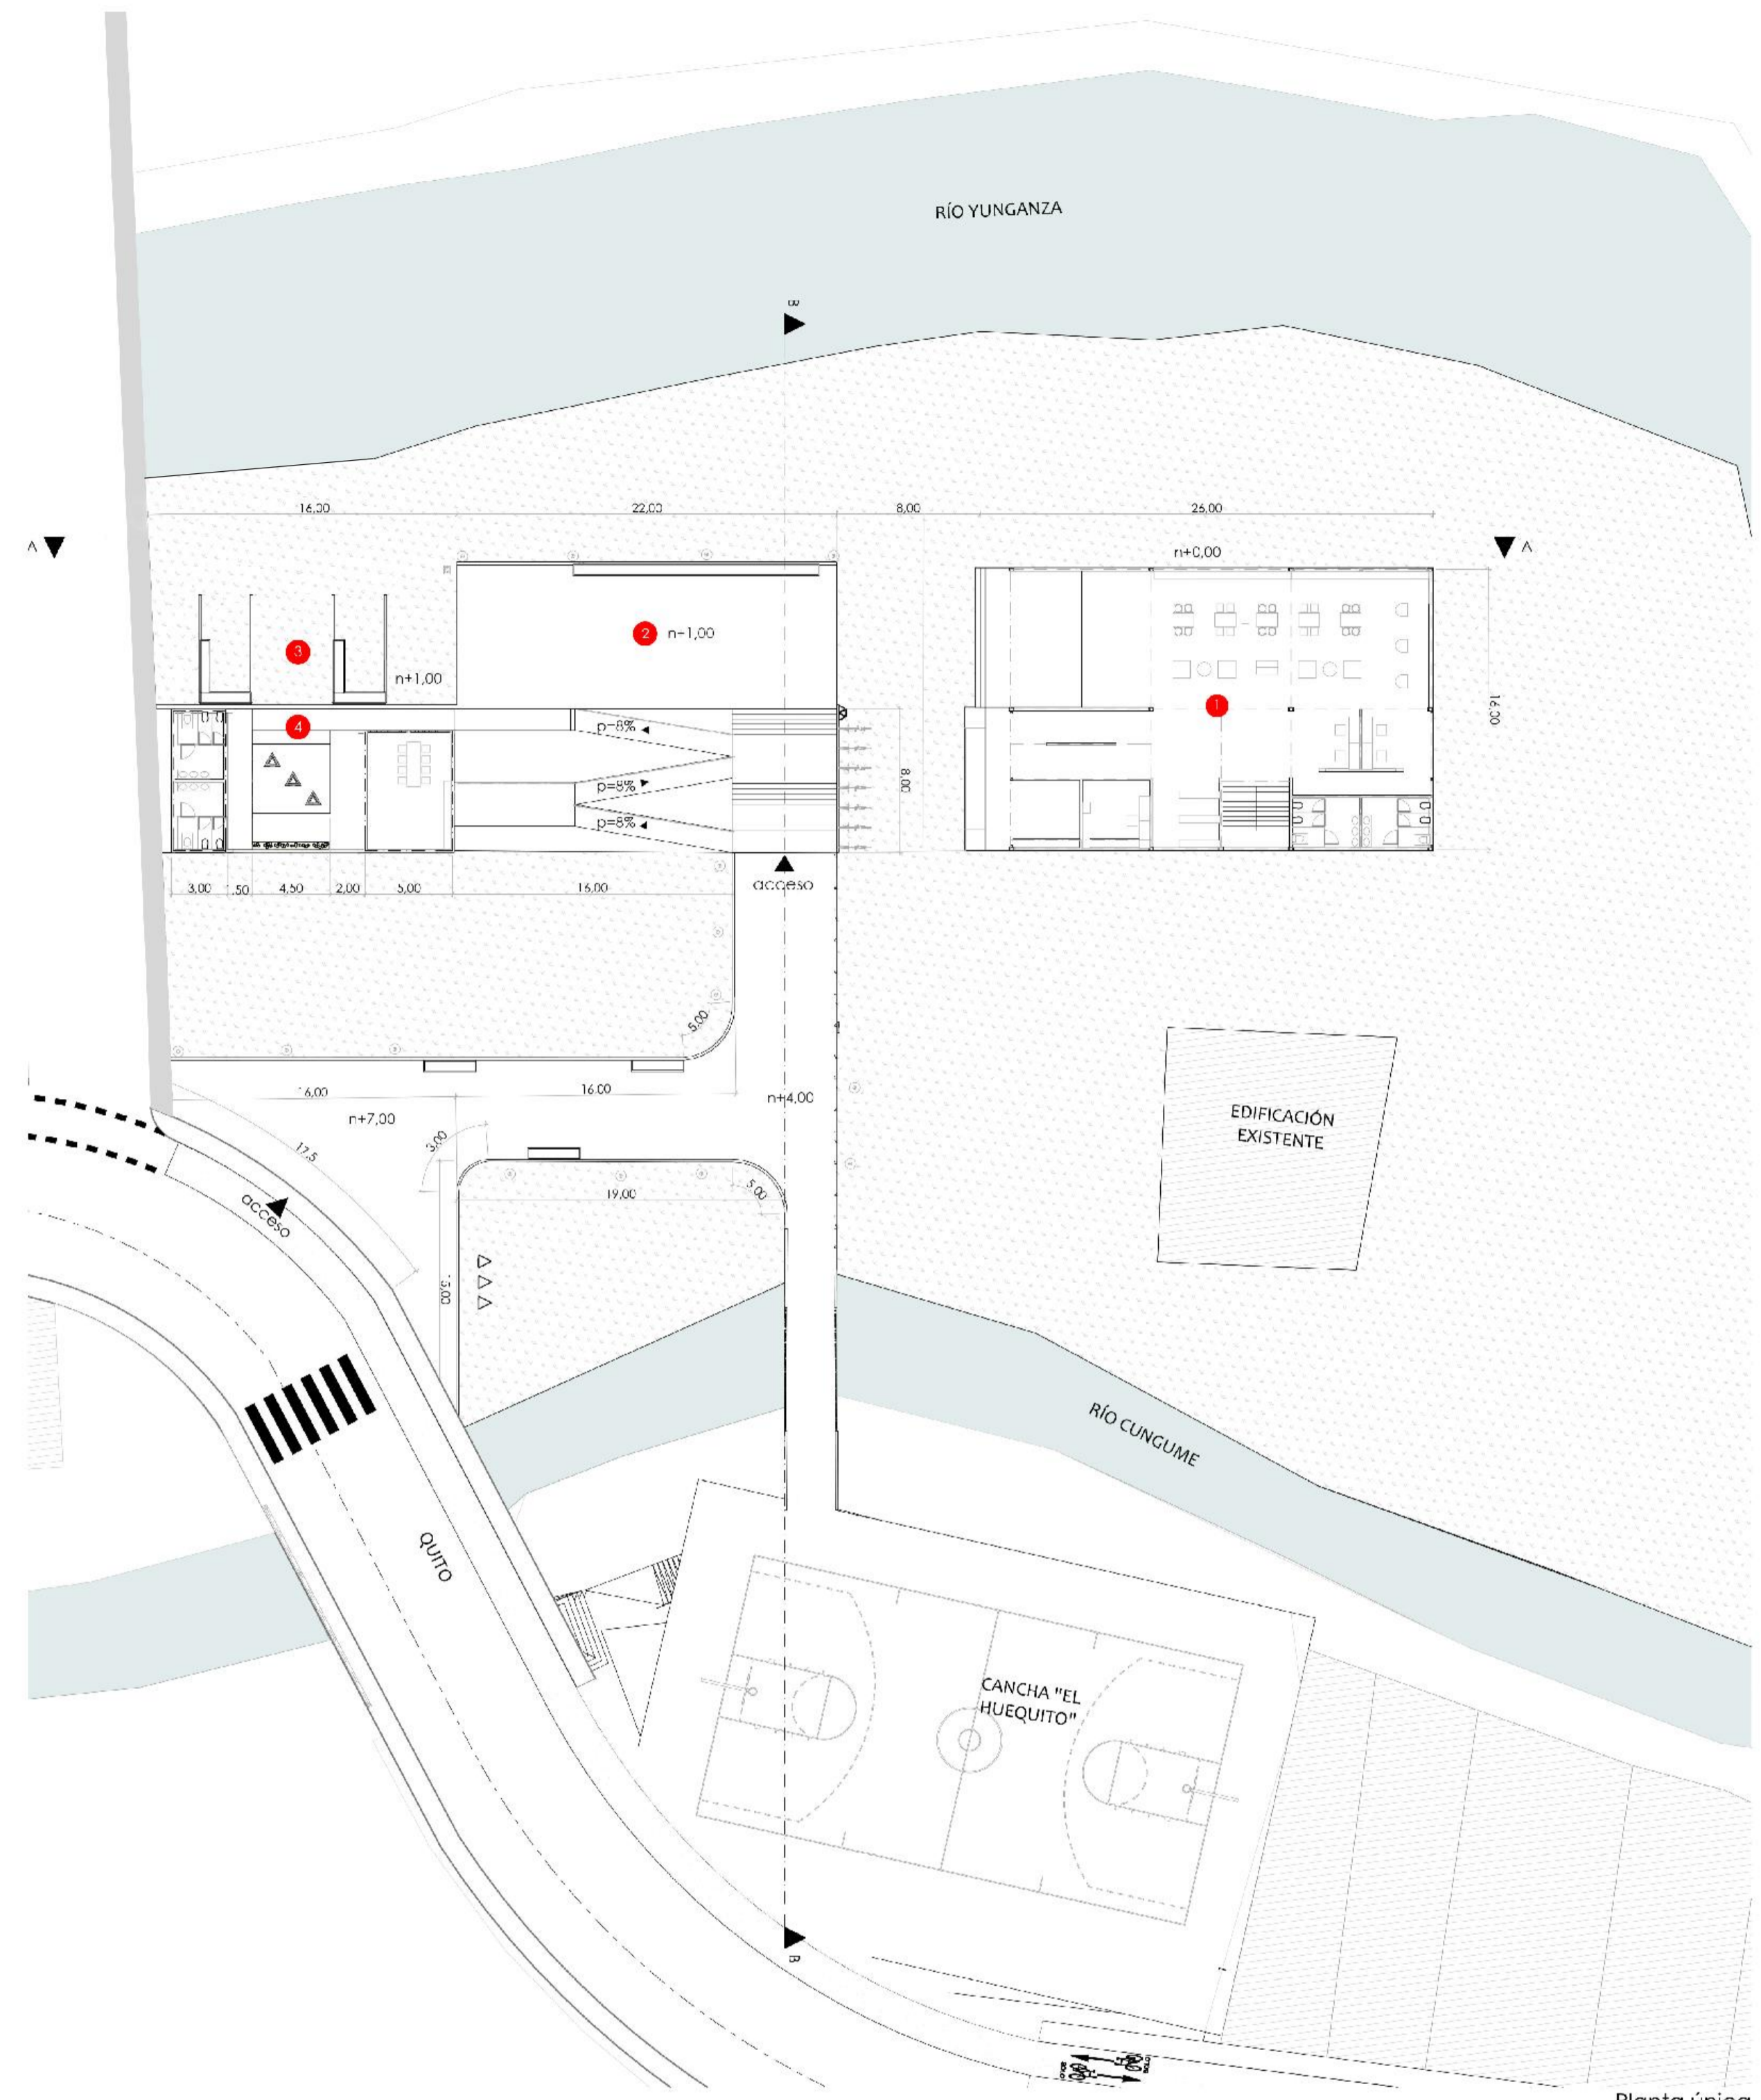 RÍO YUNGANZA
B
16,00
22,00
8,00
26,00
A
A
n+0,00
2
n-1,00
3
n+1,00
1
16,00
4
p=8%
p=8%
8,00
p=8%
3,00
1,50
4,50
2,00
5,00
16,00
acceso
5,00
16,00
16,00
n+7,00
n+4,00
3,00
EDIFICACIÓN
EXISTENTE
17,5
acceso
19,00
5,00
15,00
RÍO CUNGUME
QUITO
CANCHA "EL
HUEQUITO"
B